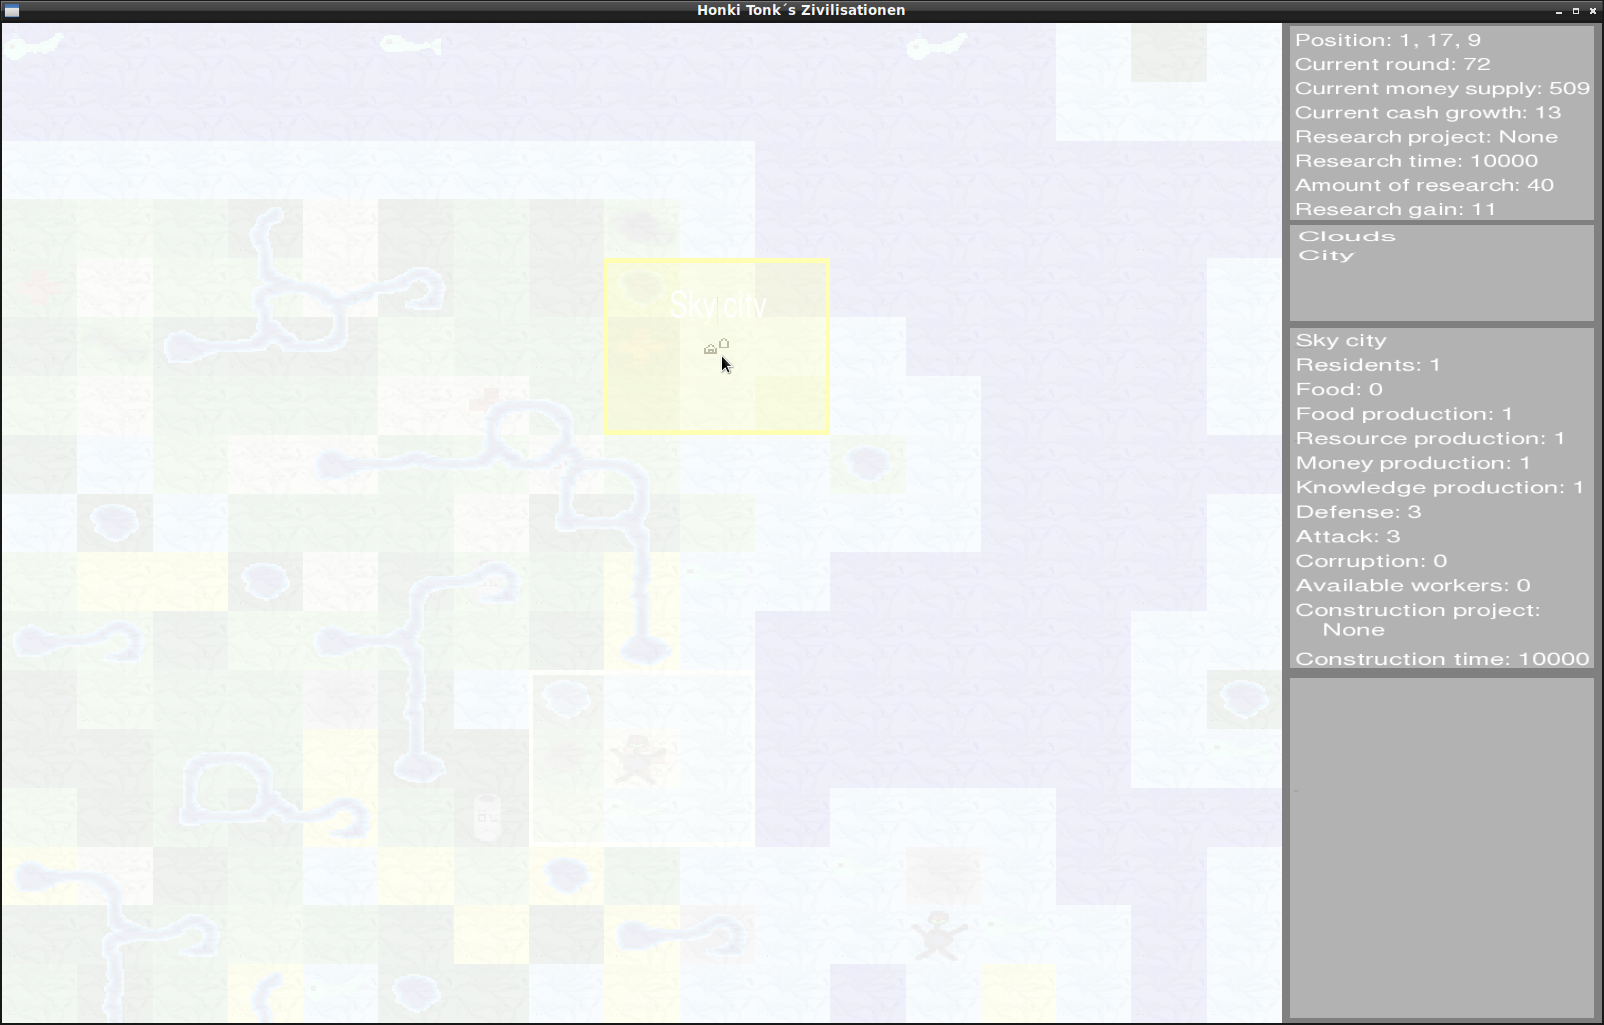 Honki Tonk´s Zivilisationen
Position: 1, 17, 9
Current round: 72
Current money supply: 509
Current cash growth: 13
Research project: None
Research time: 10000
Amount of research: 40
Research gain: 11
Clouds
City
Sky city
Sky city
Residents: 1
Food: 0
Food production: 1
Resource production: 1
Money production: 1
Knowledge production: 1
Defense: 3
Attack: 3
Corruption: 0
Available workers: 0
Construction project:
None
Construction time: 10000